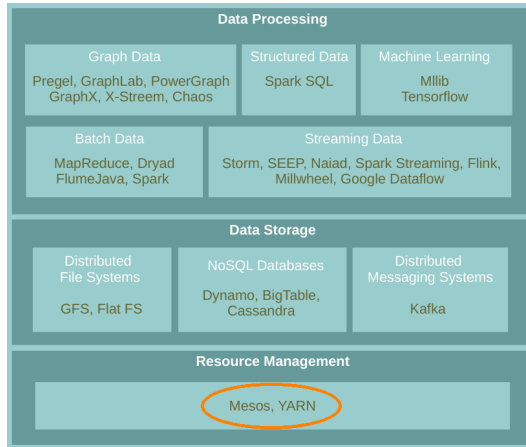 Data Processing
Graph Data
Pregel, GraphLab, PowerGraph
GraphX, X-Streem, Chaos
Structured Data
Spark SQL
Machine Learning
Mllib
Tensorflow
Batch Data
MapReduce, Dryad
FlumeJava, Spark
Streaming Data
Storm, SEEP, Naiad, Spark Streaming, Flink,
Millwheel, Google Dataflow
Data Storage
Distributed
File Systems
GFS, Flat FS
NoSQL Databases
Dynamo, BigTable,
Cassandra
Distributed
Messaging Systems
Kafka
Resource Management
Mesos, YARN